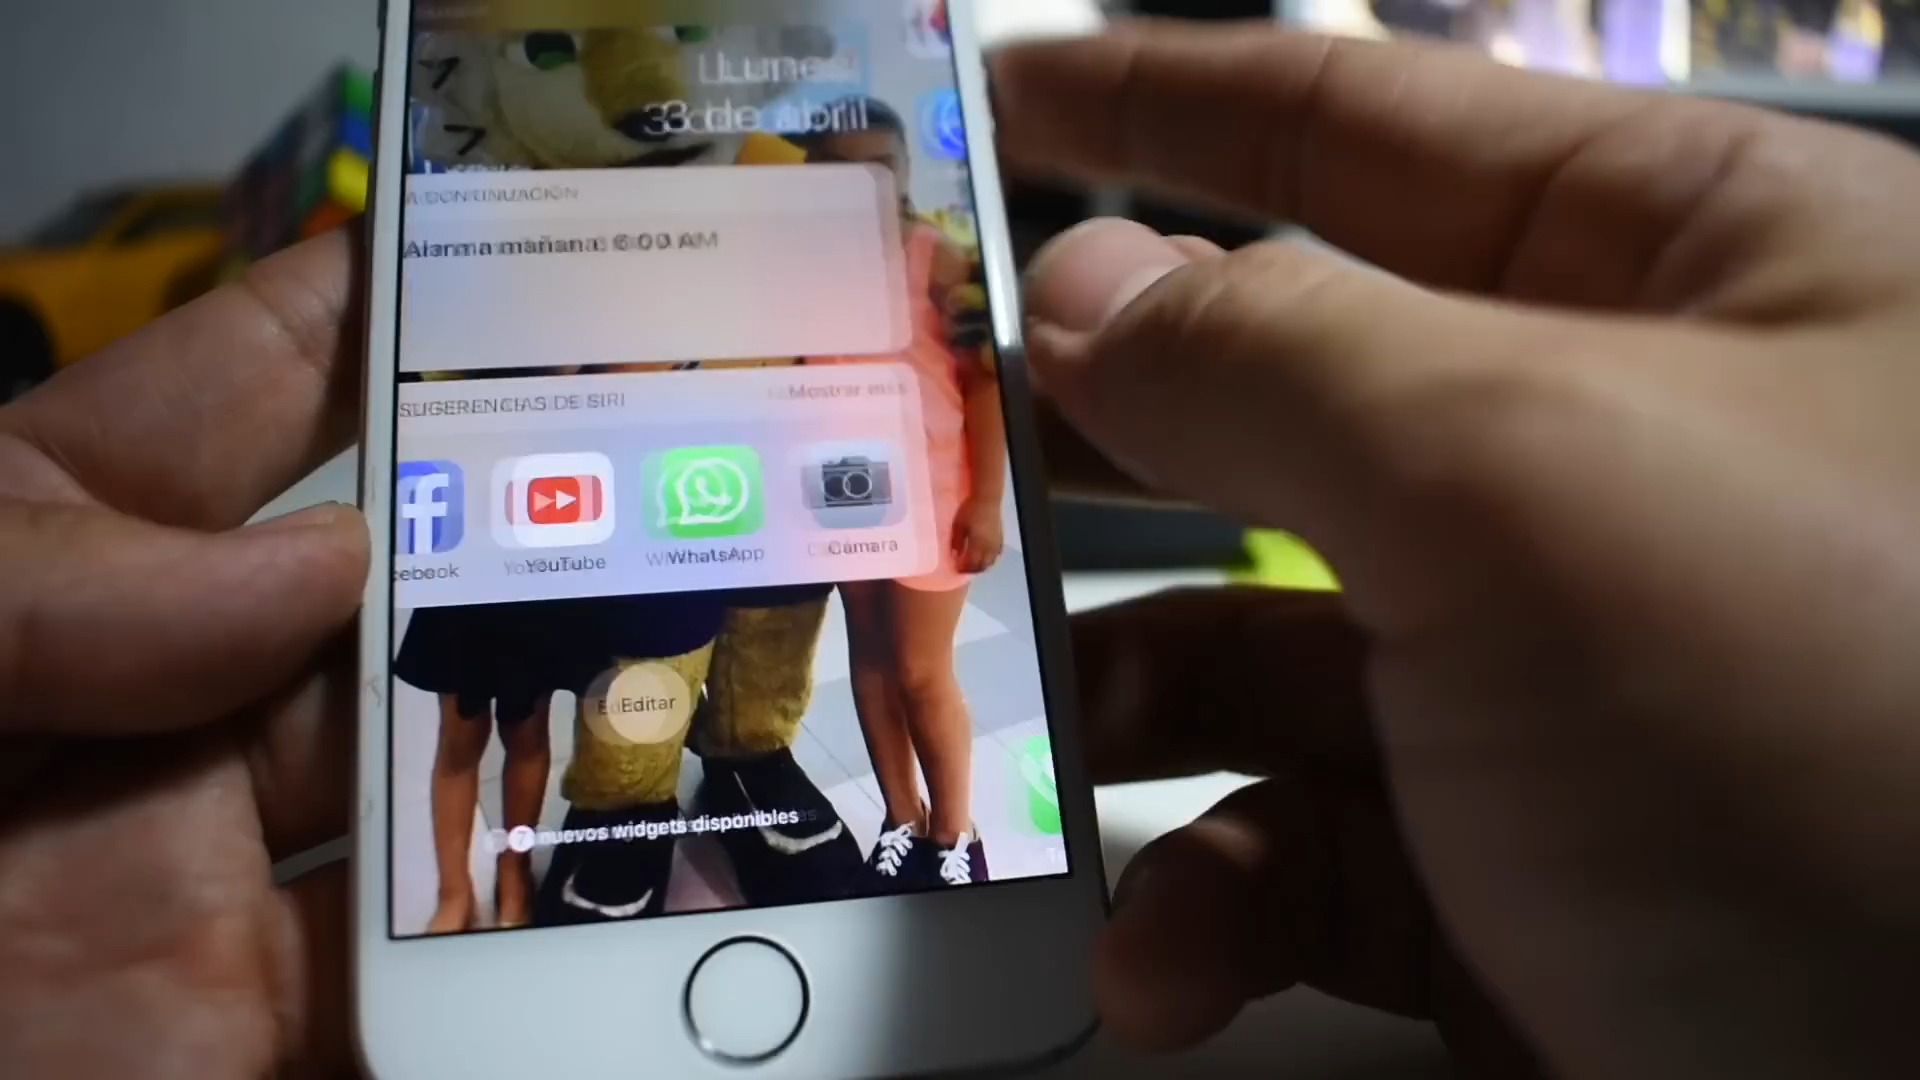 Lunes
3 de abril
A CONTINUACIÓN
Alarma mañana: 6:00 AM
SUGERENCIAS DE SIRI
Mostrar más
cebook
YouTube
WhatsApp
Cámara
Editar
7 nuevos widgets disponibles